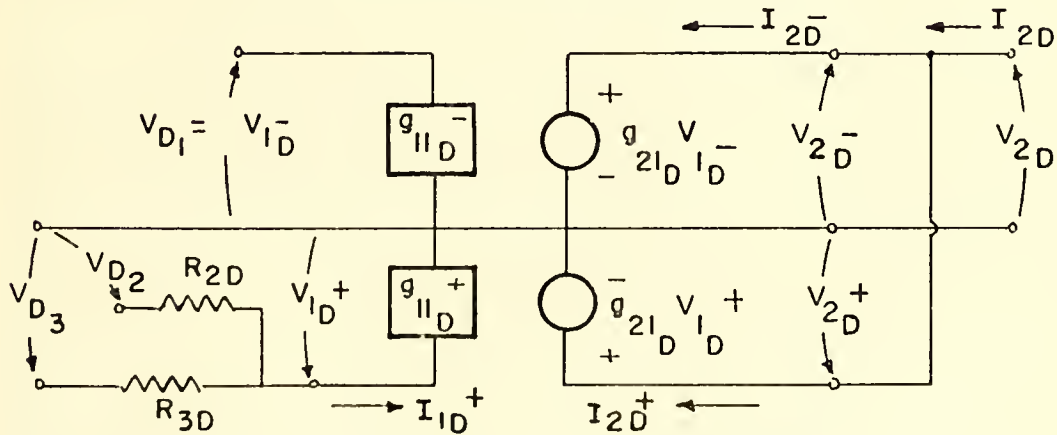 I2D- I2D
VD1 = V1D-
g11D-
+
g21D V1D-
-
V2D-
V2D
VD2
R2D
VD3
V1D+
g11D+
-
g21D V1D+
+
V2D+
R3D
I1D+
I2D+